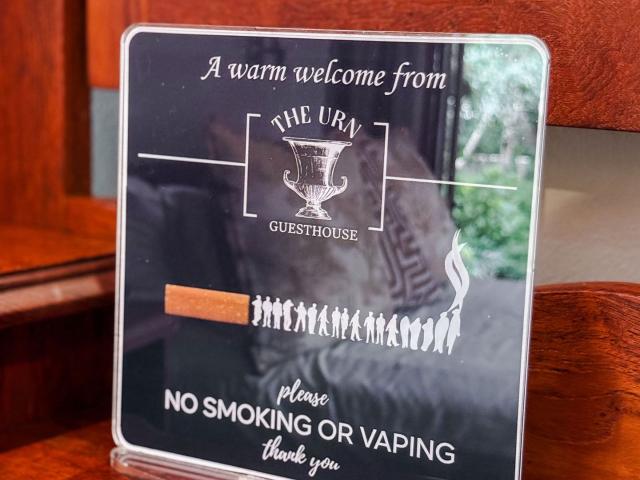 A warm welcome from
THE URN
GUESTHOUSE
please
NO SMOKING OR VAPING
thank you